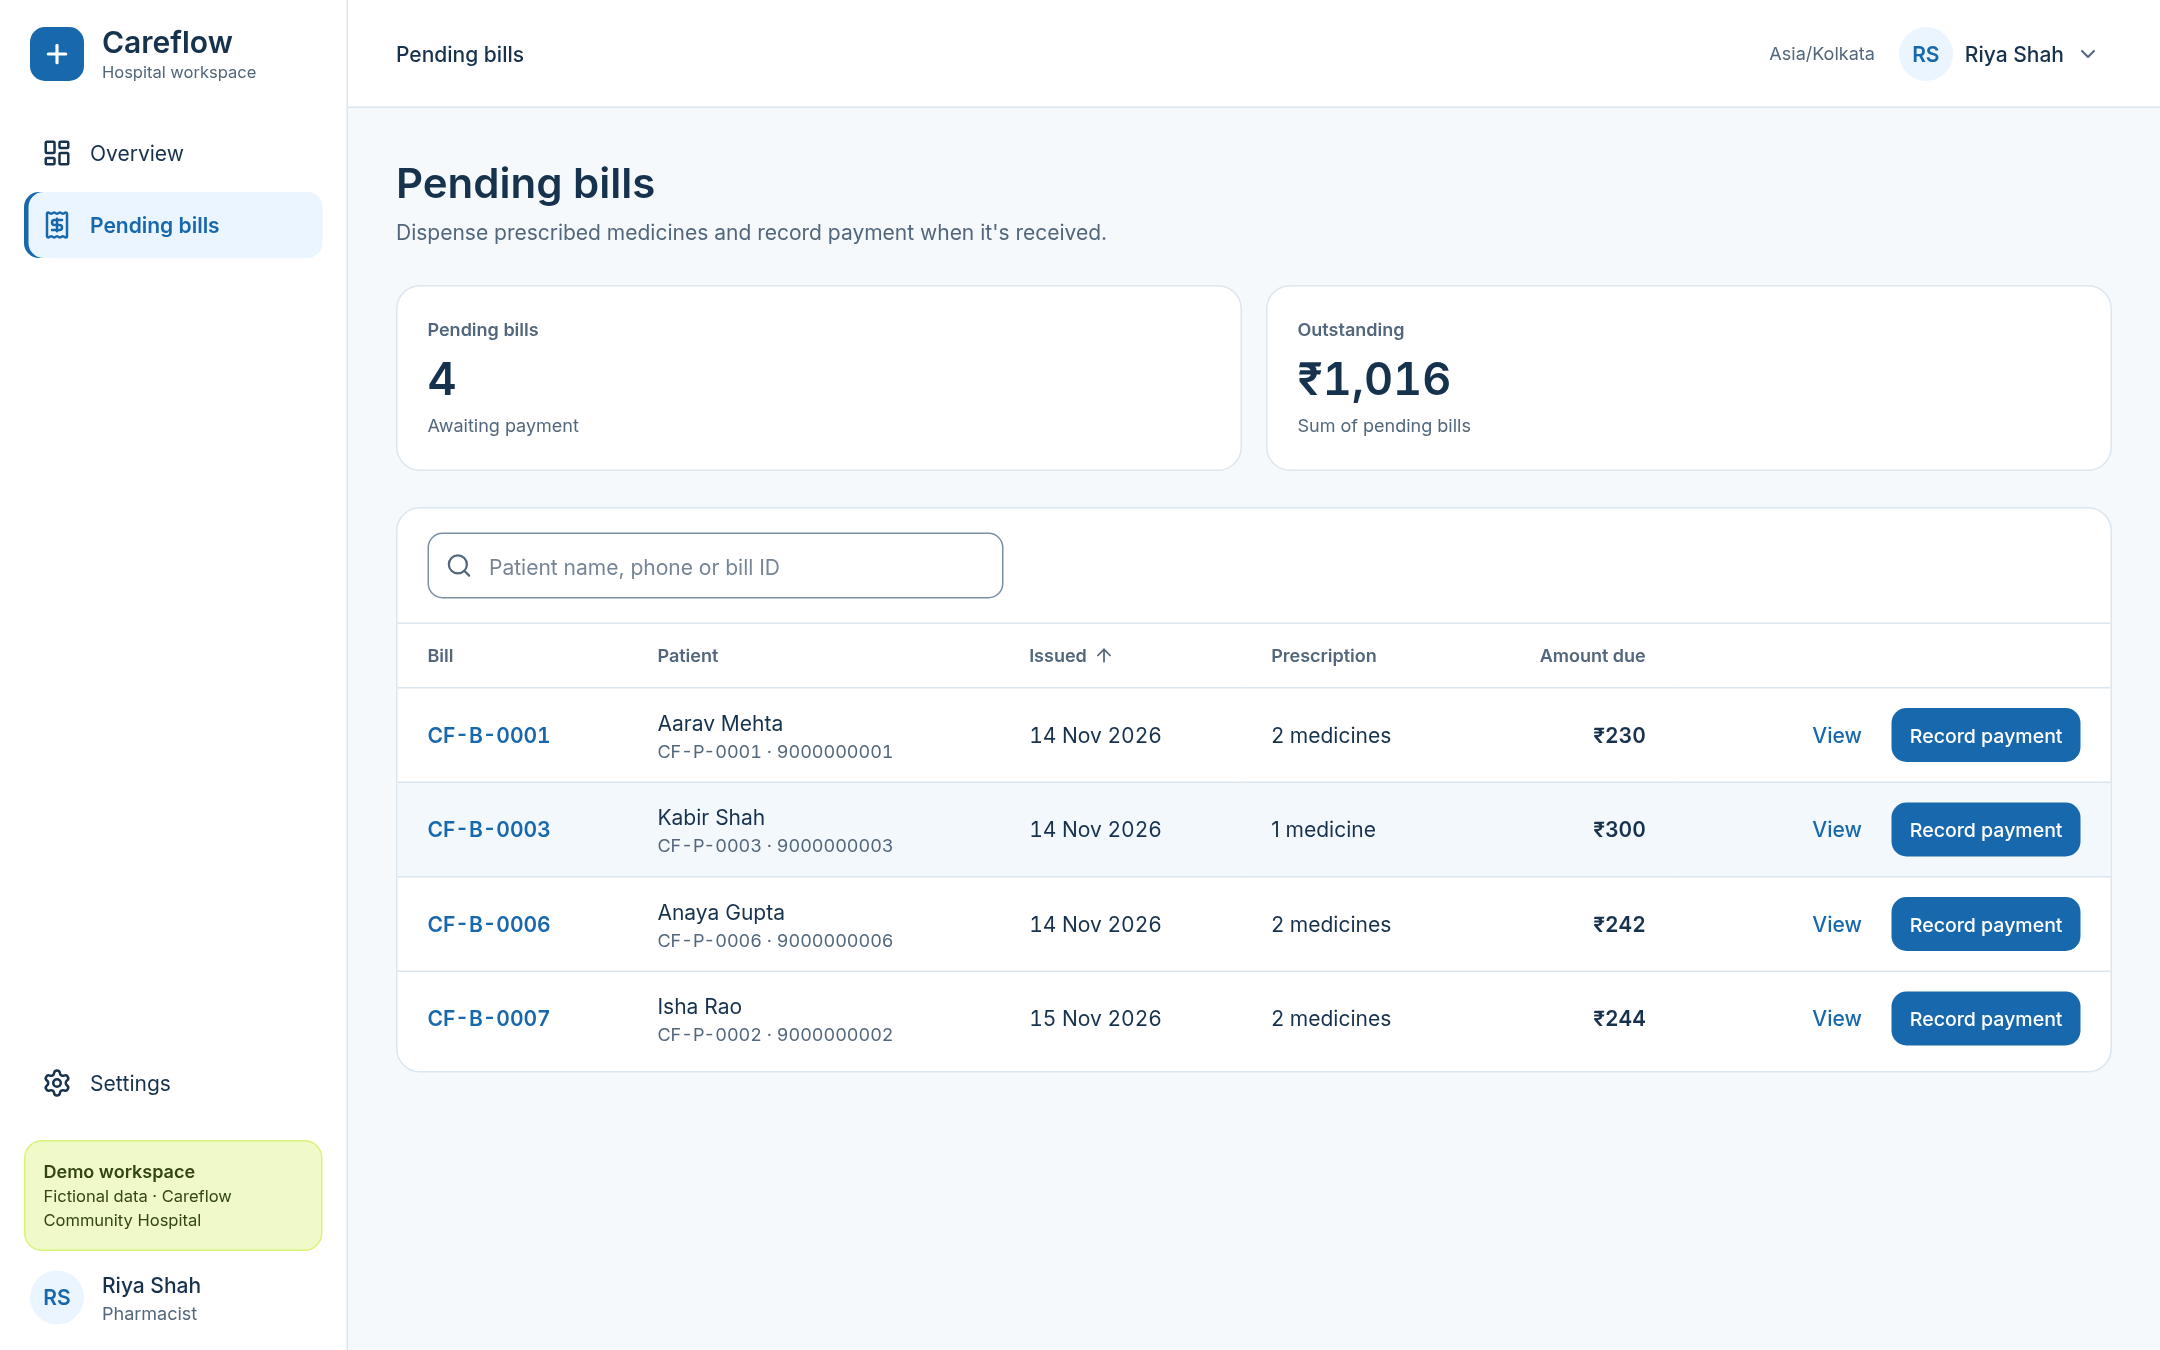 Careflow
Hospital workspace
Overview
Pending bills
Settings
Demo workspace
Fictional data · Careflow
Community Hospital
RS
Riya Shah
Pharmacist
Pending bills
Asia/Kolkata
RS
Riya Shah
Pending bills
Dispense prescribed medicines and record payment when it's received.
Pending bills
4
Awaiting payment
Outstanding
₹1,016
Sum of pending bills
Patient name, phone or bill ID
Bill Patient Issued Prescription Amount due
CF-B-0001 Aarav Mehta 14 Nov 2026 2 medicines ₹230 View Record payment
CF-P-0001 · 9000000001
CF-B-0003 Kabir Shah 14 Nov 2026 1 medicine ₹300 View Record payment
CF-P-0003 · 9000000003
CF-B-0006 Anaya Gupta 14 Nov 2026 2 medicines ₹242 View Record payment
CF-P-0006 · 9000000006
CF-B-0007 Isha Rao 15 Nov 2026 2 medicines ₹244 View Record payment
CF-P-0002 · 9000000002